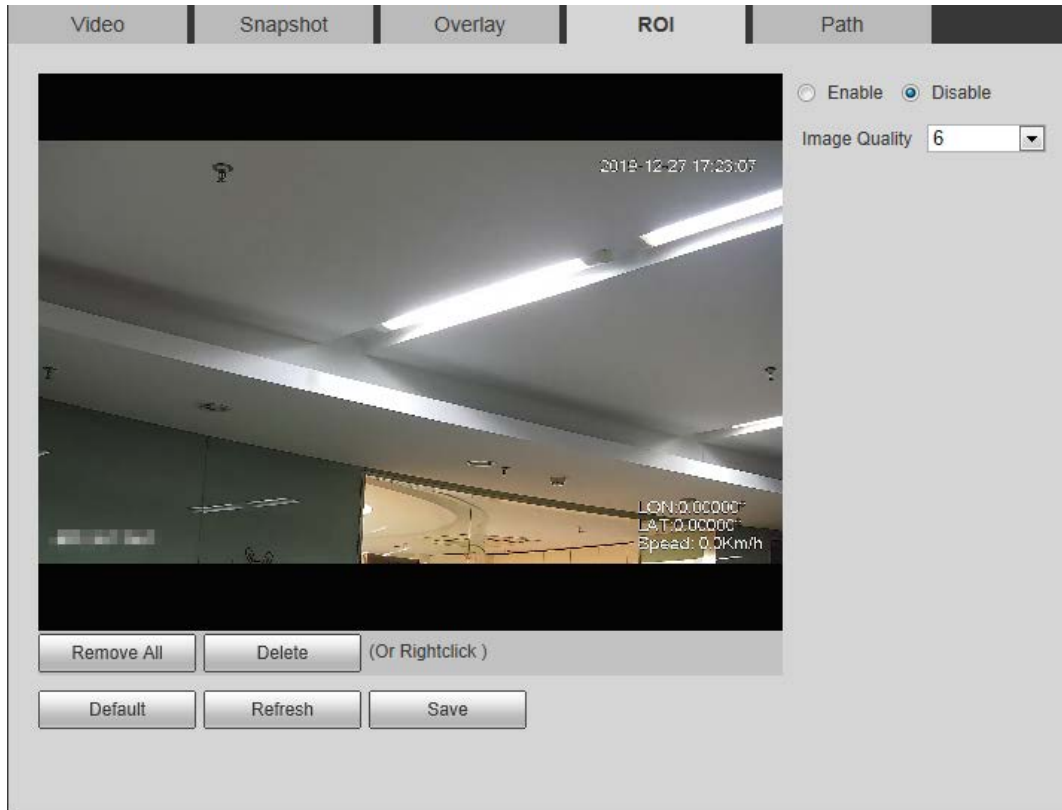 Video Snapshot Overlay ROI Path
Enable Disable
Image Quality 6
2019-12-27 17:23:07
LON:0.00000°
LAT:0.00000°
Speed: 0.0Km/h
Remove All Delete (Or Rightclick )
Default Refresh Save